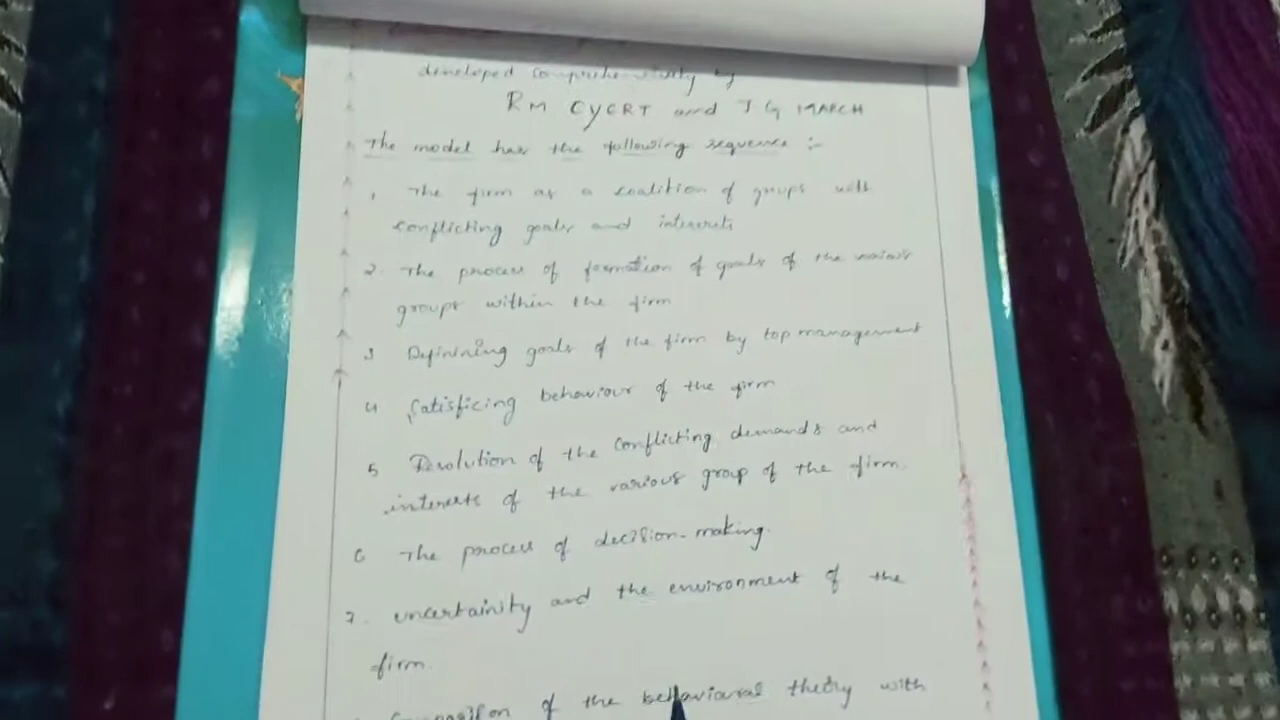 developed comprehensively by
RM CYERT and J G MARCH
The model has the following sequence :-
1, The firm as a coalition of groups with
conflicting goals and interests
2. The process of formation of goals of the various
groups within the firm
3 Definining goals of the firm by top management
4 Satisficing behaviour of the firm
5 Resolution of the conflicting demands and
interests of the various group of the firm.
6 The process of decision-making.
7. uncertainity and the environment of the
firm.
of the behavioral theory with